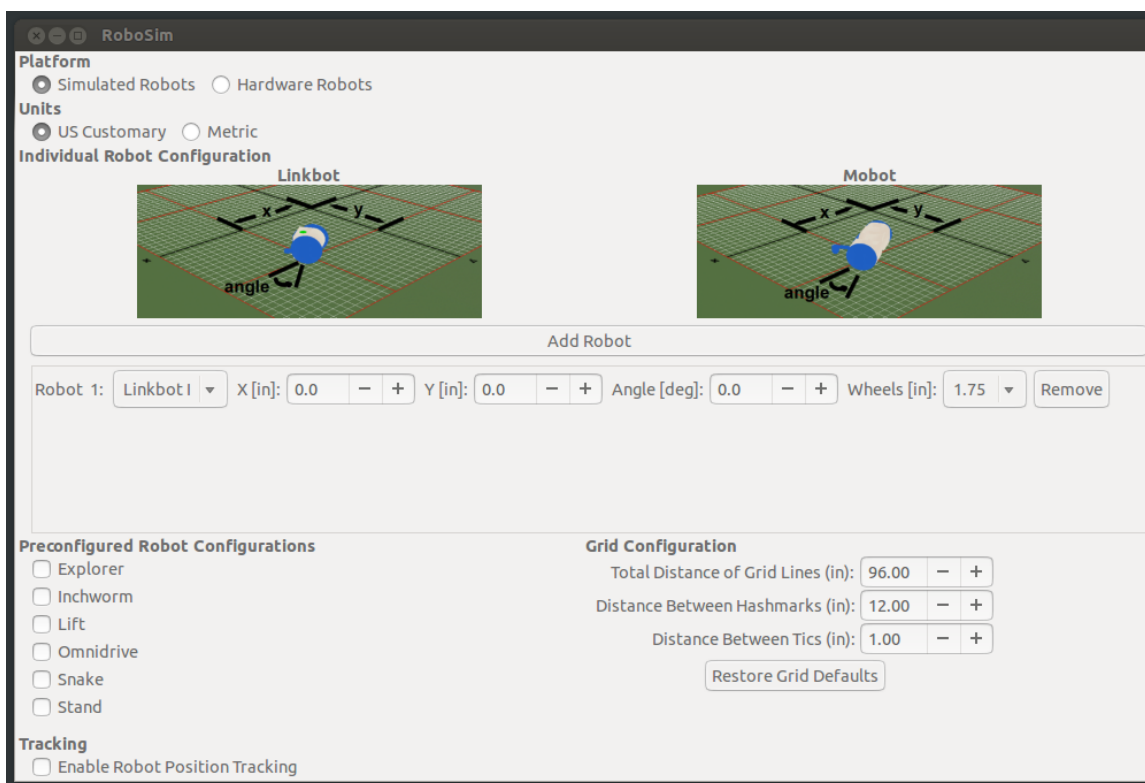 RoboSim
Platform
Simulated Robots Hardware Robots
Units
US Customary Metric
Individual Robot Configuration
Linkbot Mobot
x y x y
angle angle
Add Robot
Robot 1: Linkbot I X [in]: 0.0 − + Y [in]: 0.0 − + Angle [deg]: 0.0 − + Wheels [in]: 1.75 Remove
Preconfigured Robot Configurations Grid Configuration
Explorer Total Distance of Grid Lines (in): 96.00 − +
Inchworm Distance Between Hashmarks (in): 12.00 − +
Lift
Omnidrive Distance Between Tics (in): 1.00 − +
Snake Restore Grid Defaults
Stand
Tracking
Enable Robot Position Tracking